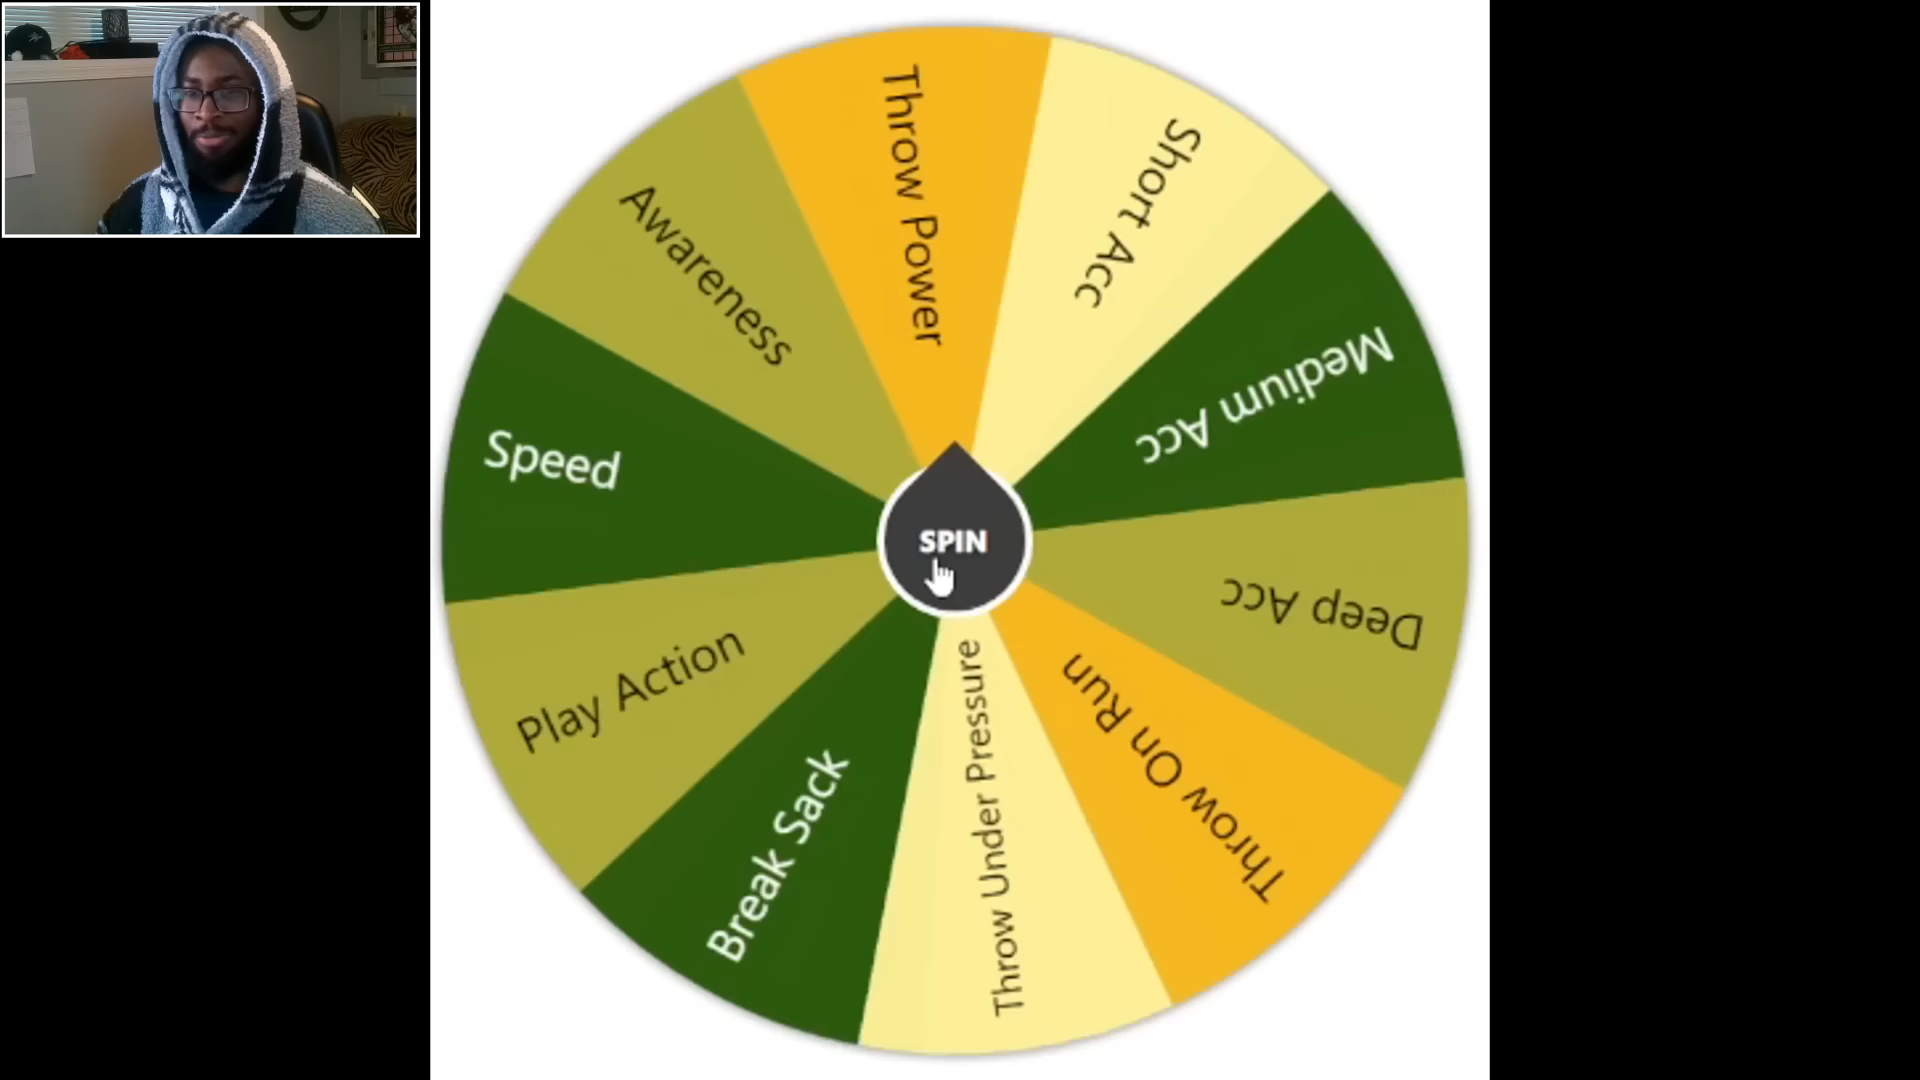 Throw Power
Short Acc
Medium Acc
Deep Acc
Throw On Run
Throw Under Pressure
Break Sack
Play Action
Speed
Awareness
SPIN